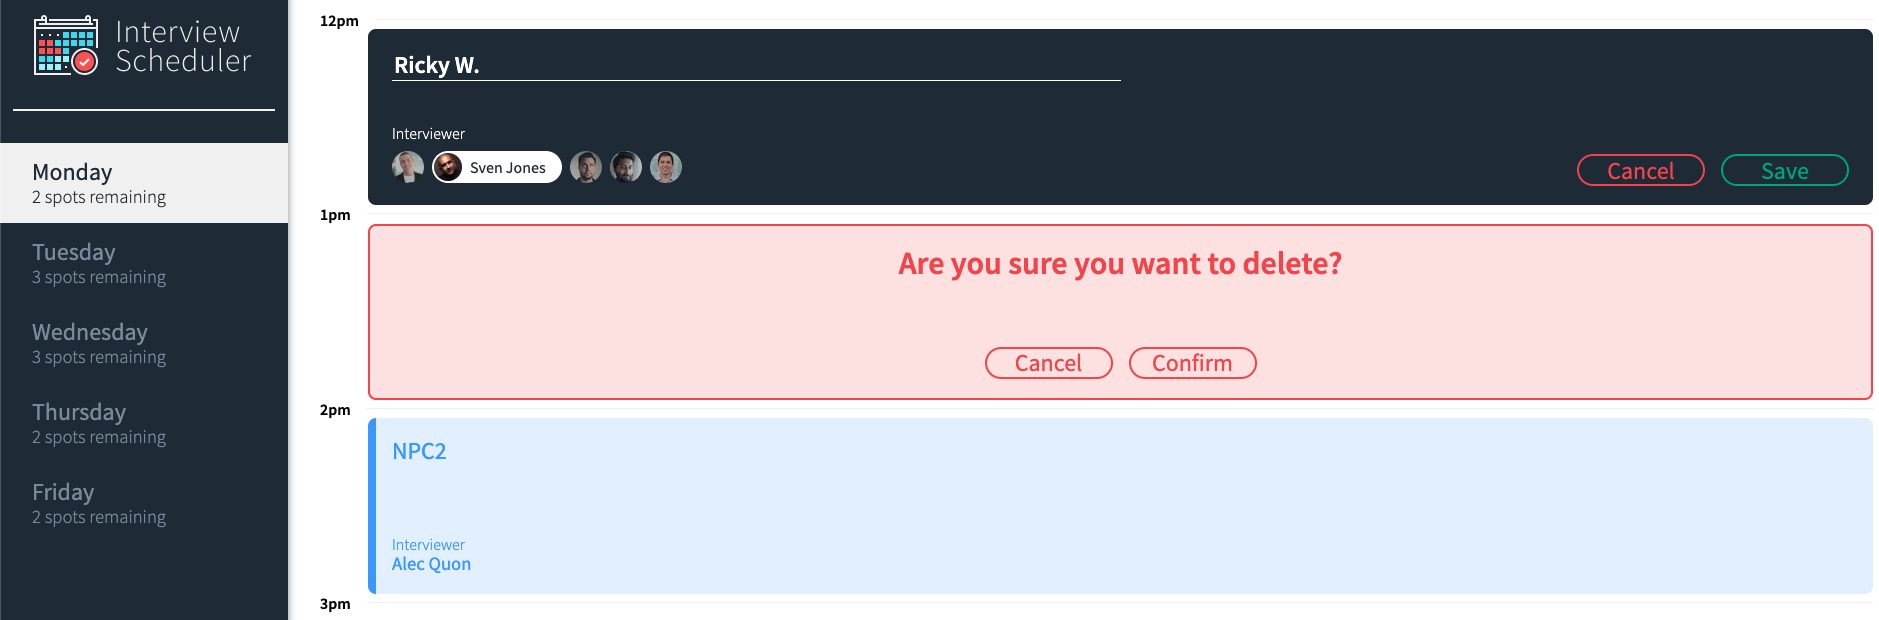 Interview
Scheduler
Monday
2 spots remaining
Tuesday
3 spots remaining
Wednesday
3 spots remaining
Thursday
2 spots remaining
Friday
2 spots remaining
12pm
Ricky W.
Interviewer
Sven Jones
Cancel
Save
1pm
Are you sure you want to delete?
Cancel
Confirm
2pm
NPC2
Interviewer
Alec Quon
3pm